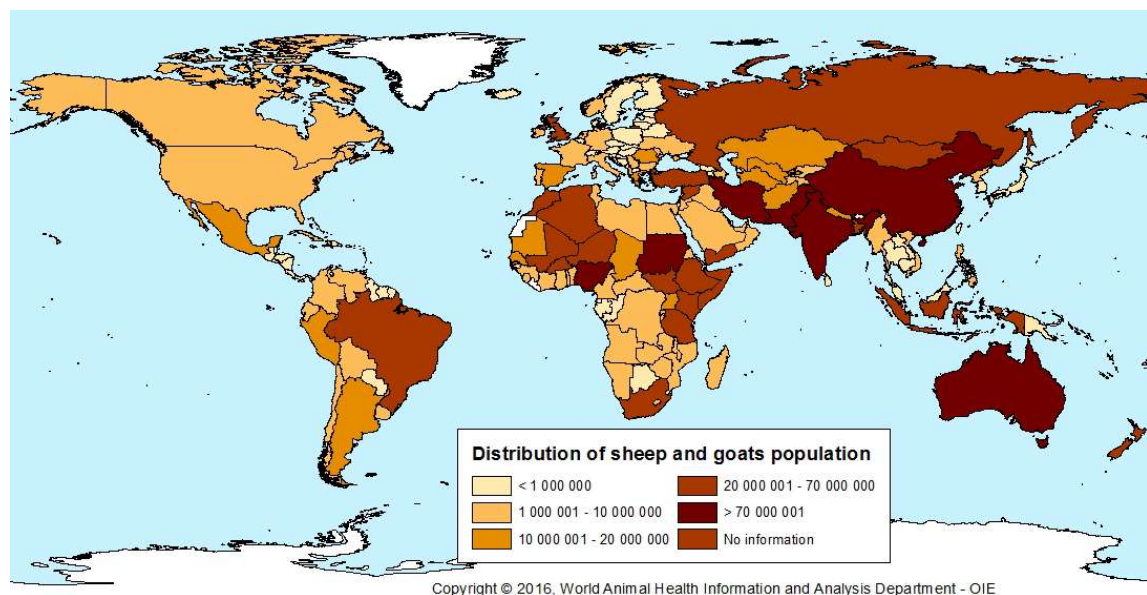 Distribution of sheep and goats population
< 1 000 000
1 000 001 - 10 000 000
10 000 001 - 20 000 000
20 000 001 - 70 000 000
> 70 000 001
No information
Copyright © 2016, World Animal Health Information and Analysis Department - OIE